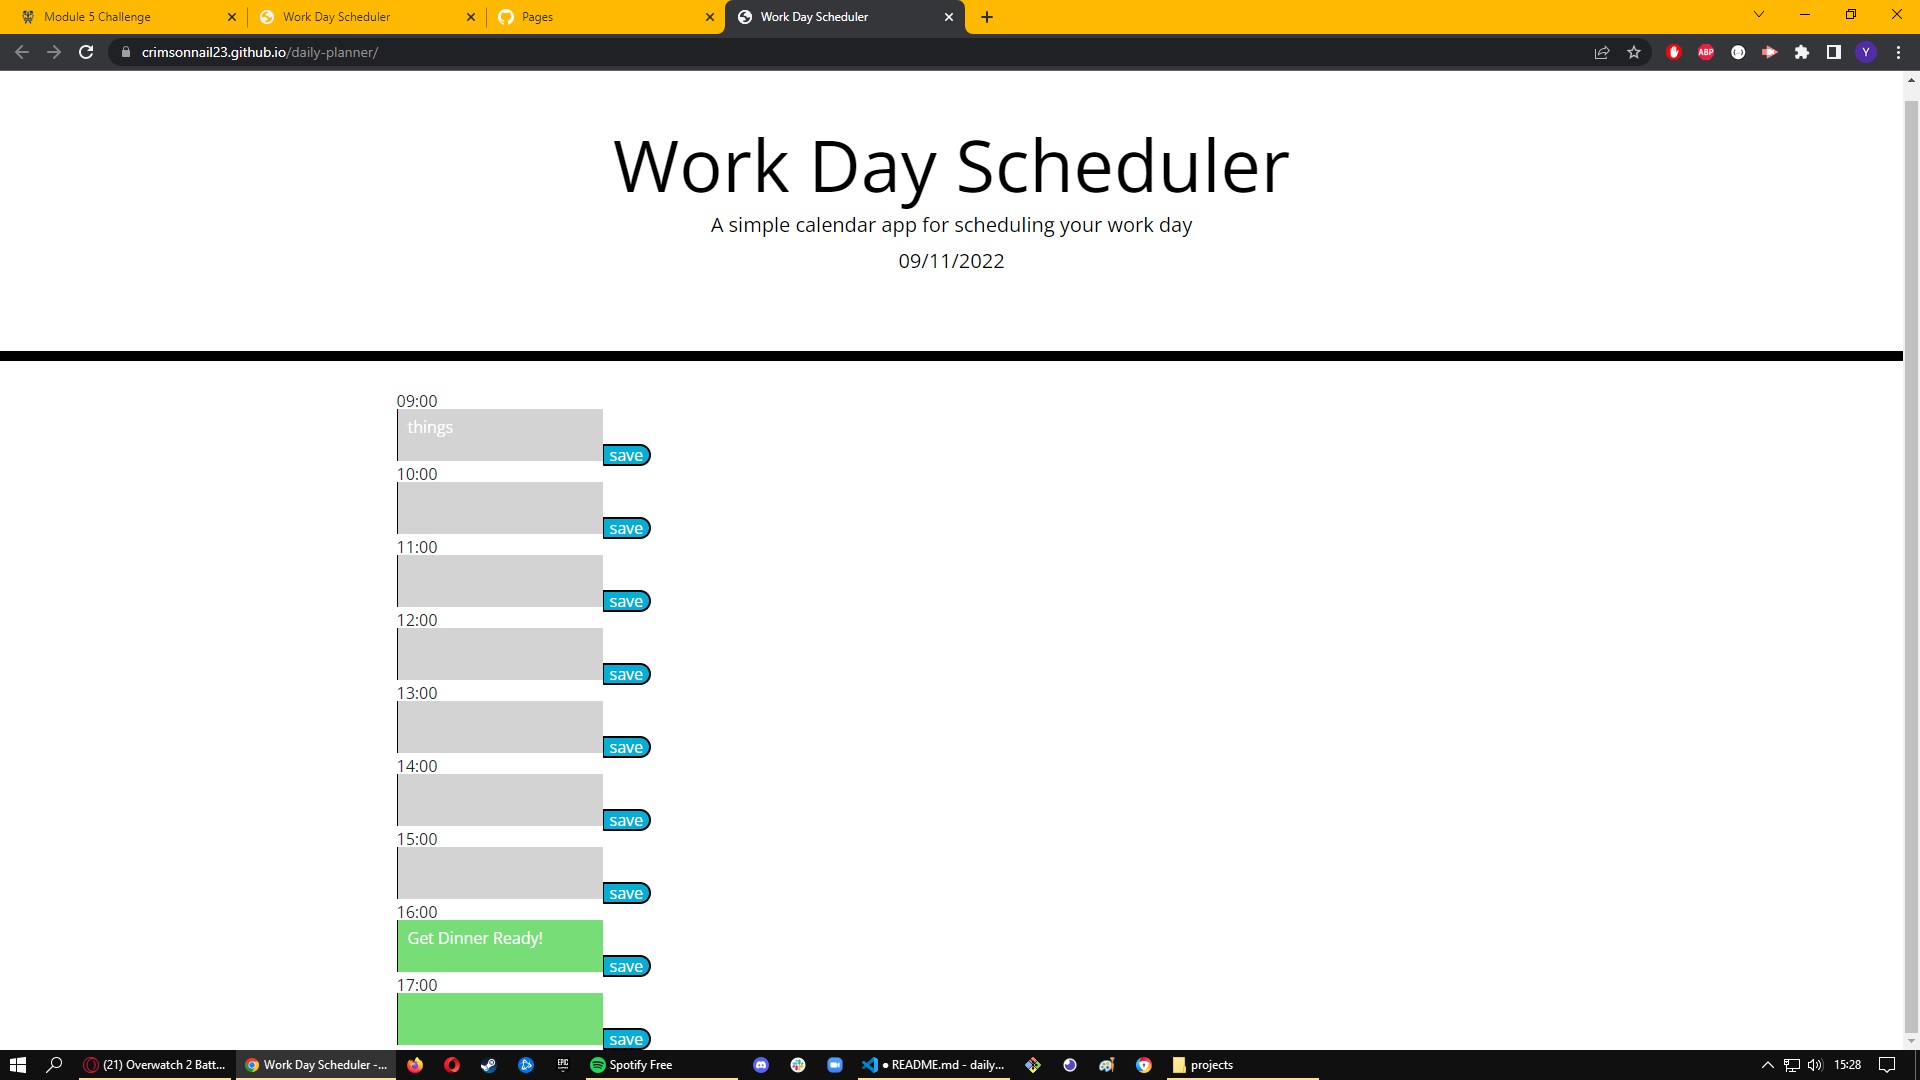 Module 5 Challenge
Work Day Scheduler
Pages
Work Day Scheduler
crimsonnail23.github.io/daily-planner/
ABP
Y
Work Day Scheduler
A simple calendar app for scheduling your work day
09/11/2022
09:00
things
save
10:00
save
11:00
save
12:00
save
13:00
save
14:00
save
15:00
save
16:00
Get Dinner Ready!
save
17:00
save
(21) Overwatch 2 Batt...
Work Day Scheduler -...
EPIC
Spotify Free
● README.md - daily...
projects
15:28